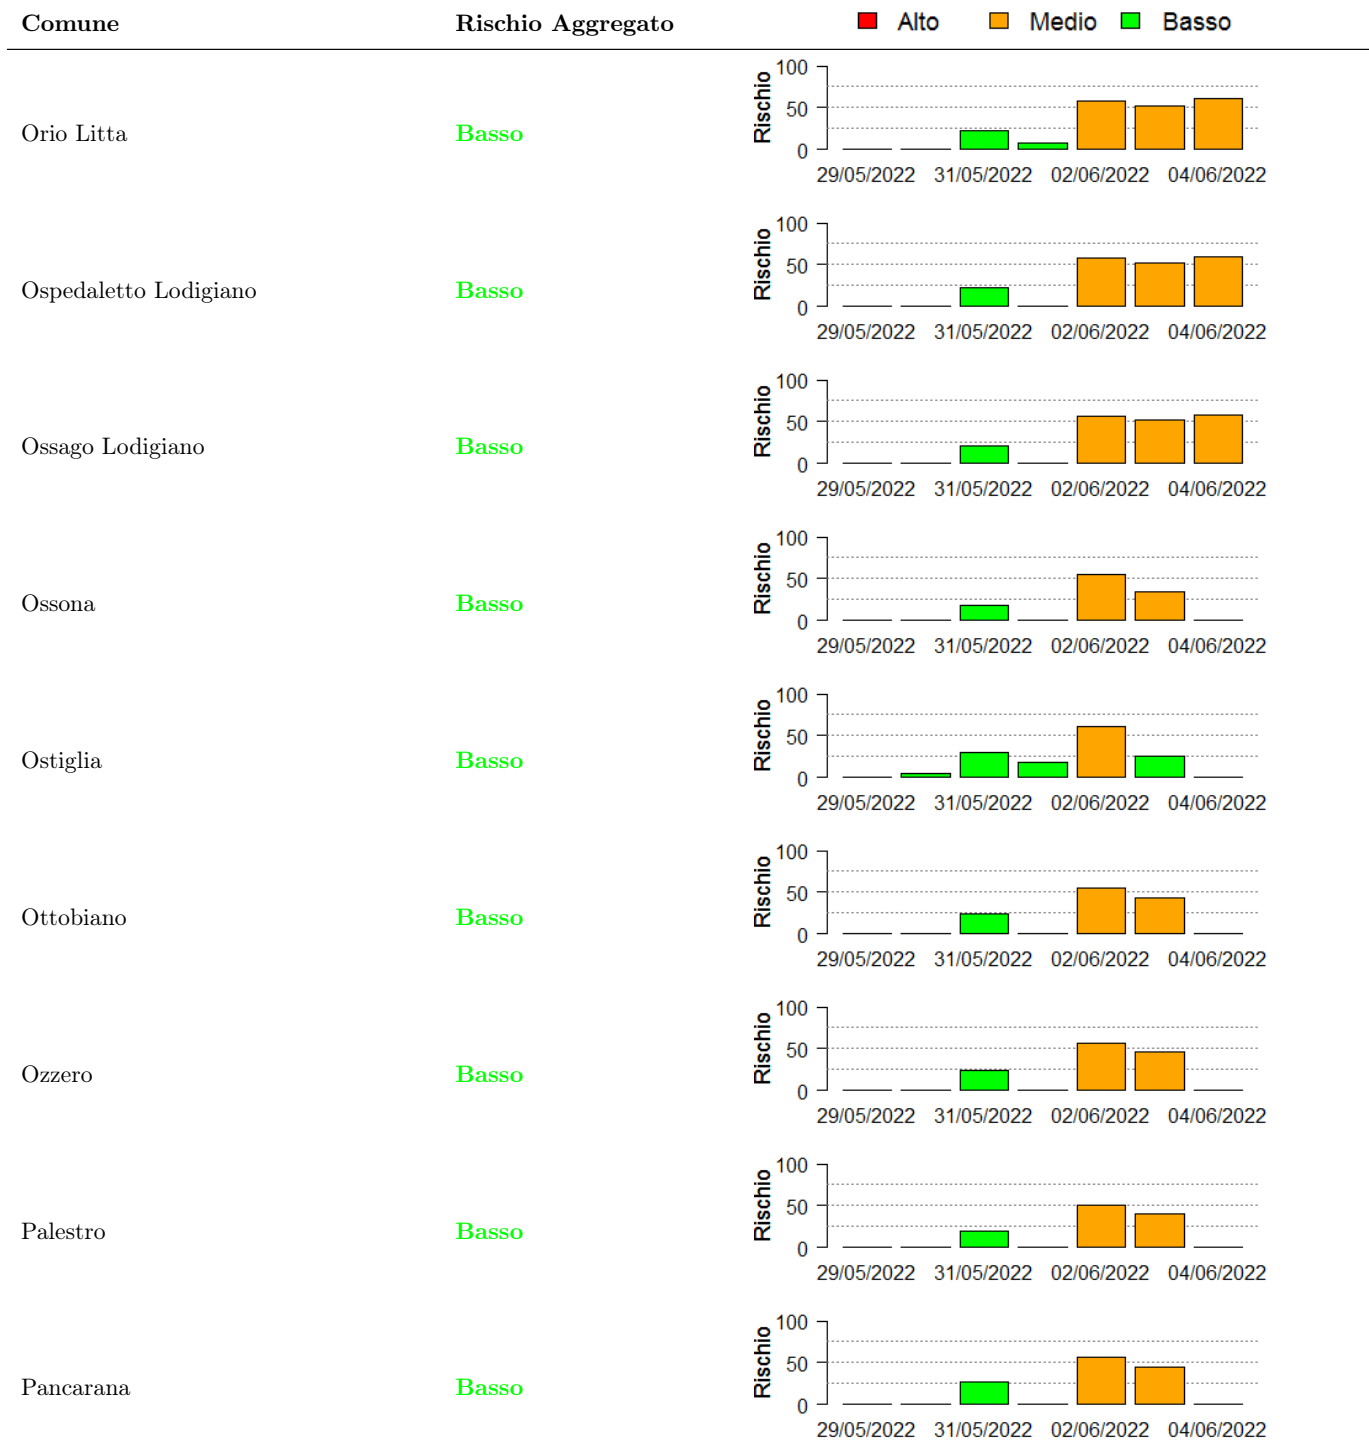 Comune Rischio Aggregato Alto Medio Basso
100
50
0
Rischio
Orio Litta Basso
29/05/2022 31/05/2022 02/06/2022 04/06/2022
100
50
0
Rischio
Ospedaletto Lodigiano Basso
29/05/2022 31/05/2022 02/06/2022 04/06/2022
100
50
0
Rischio
Ossago Lodigiano Basso
29/05/2022 31/05/2022 02/06/2022 04/06/2022
100
50
0
Rischio
Ossona Basso
29/05/2022 31/05/2022 02/06/2022 04/06/2022
100
50
0
Rischio
Ostiglia Basso
29/05/2022 31/05/2022 02/06/2022 04/06/2022
100
50
0
Rischio
Ottobiano Basso
29/05/2022 31/05/2022 02/06/2022 04/06/2022
100
50
0
Rischio
Ozzero Basso
29/05/2022 31/05/2022 02/06/2022 04/06/2022
100
50
0
Rischio
Palestro Basso
29/05/2022 31/05/2022 02/06/2022 04/06/2022
100
50
0
Rischio
Pancarana Basso
29/05/2022 31/05/2022 02/06/2022 04/06/2022